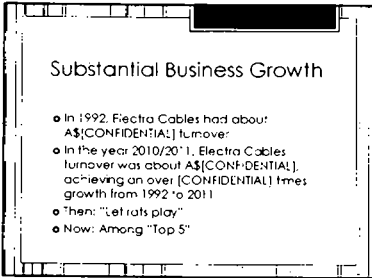 Substantial Business Growth
In 1992, Electra Cables had about
A$[CONFIDENTIAL] turnover
In the year 2010/2011, Electra Cables
turnover was about A$[CONFIDENTIAL],
achieving an over [CONFIDENTIAL] times
growth from 1992 to 2011
Then: "Let rats play"
Now: Among "Top 5"